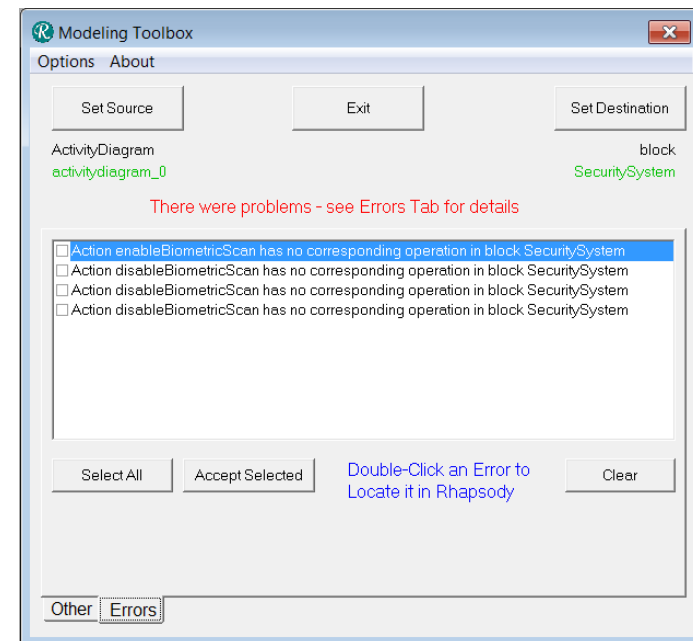 Modeling Toolbox
Options About
Set Source Exit Set Destination
ActivityDiagram block
activitydiagram_0 SecuritySystem
There were problems - see Errors Tab for details
Action enableBiometricScan has no corresponding operation in block SecuritySystem
Action disableBiometricScan has no corresponding operation in block SecuritySystem
Action disableBiometricScan has no corresponding operation in block SecuritySystem
Action disableBiometricScan has no corresponding operation in block SecuritySystem
Select All Accept Selected Double-Click an Error to
Locate it in Rhapsody Clear
Other Errors